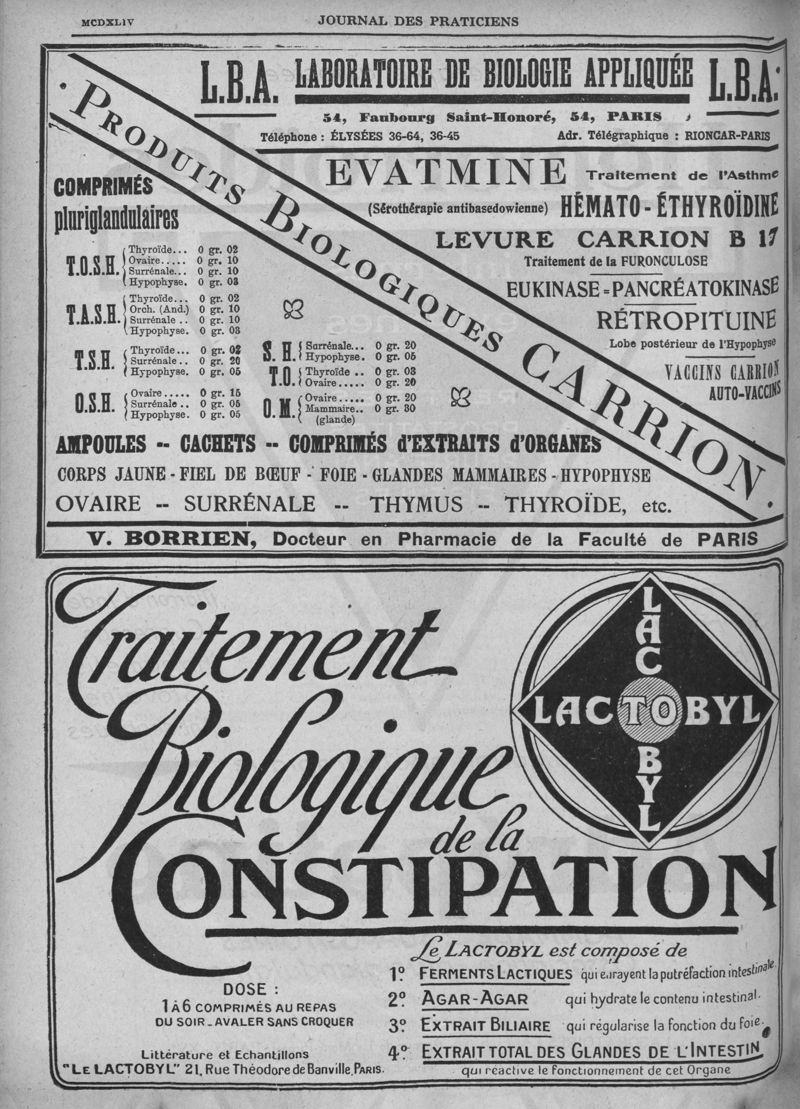 MCDXLIV
JOURNAL DES PRATICIENS
L.B.A. LABORATOIRE DE BIOLOGIE APPLIQUÉE L.B.A.
54, Faubourg Saint-Honoré, 54, PARIS
Téléphone : ÉLYSÉES 36-64, 36-45
Adr. Télégraphique : RIONCAR-PARIS
· PRODUITS BIOLOGIQUES CARRION ·
EVATMINE Traitement de l'Asthme
(Sérothérapie antibasedowienne) HÉMATO-ÉTHYROÏDINE
LEVURE CARRION B 17
Traitement de la FURONCULOSE
EUKINASE=PANCRÉATOKINASE
RÉTROPITUINE
Lobe postérieur de l'Hypophyse
VACCINS CARRION
AUTO-VACCINS
COMPRIMÉS
pluriglandulaires
T.O.S.H.
Thyroïde... 0 gr. 02
Ovaire..... 0 gr. 10
Surrénale... 0 gr. 10
Hypophyse. 0 gr. 03
T.A.S.H.
Thyroïde... 0 gr. 02
Orch. (And.) 0 gr. 10
Surrénale .. 0 gr. 10
Hypophyse. 0 gr. 03
T.S.H.
Thyroïde... 0 gr. 02
Surrénale .. 0 gr. 20
Hypophyse. 0 gr. 05
O.S.H.
Ovaire..... 0 gr. 15
Surrénale .. 0 gr. 05
Hypophyse. 0 gr. 05
S. H.
Surrénale... 0 gr. 20
Hypophyse. 0 gr. 05
T.O.
Thyroïde .. 0 gr. 03
Ovaire..... 0 gr. 20
O.M.
Ovaire..... 0 gr. 20
Mammaire.. 0 gr. 30
(glande)
AMPOULES -- CACHETS -- COMPRIMÉS d'EXTRAITS d'ORGANES
CORPS JAUNE - FIEL DE BŒUF - FOIE - GLANDES MAMMAIRES - HYPOPHYSE
OVAIRE -- SURRÉNALE -- THYMUS -- THYROÏDE, etc.
V. BORRIEN, Docteur en Pharmacie de la Faculté de PARIS
Traitement
Biologique
de la
CONSTIPATION
LACTOBYL
LACTOBYL
Le LACTOBYL est composé de
1º FERMENTS LACTIQUES qui enrayent la putréfaction intestinale.
2º AGAR-AGAR qui hydrate le contenu intestinal.
3º EXTRAIT BILIAIRE qui régularise la fonction du foie.
4º EXTRAIT TOTAL DES GLANDES DE L'INTESTIN
qui réactive le fonctionnement de cet Organe
DOSE :
1 À 6 COMPRIMÉS AU REPAS
DU SOIR - AVALER SANS CROQUER
Littérature et Echantillons
"LE LACTOBYL" 21, Rue Théodore de Banville, PARIS.